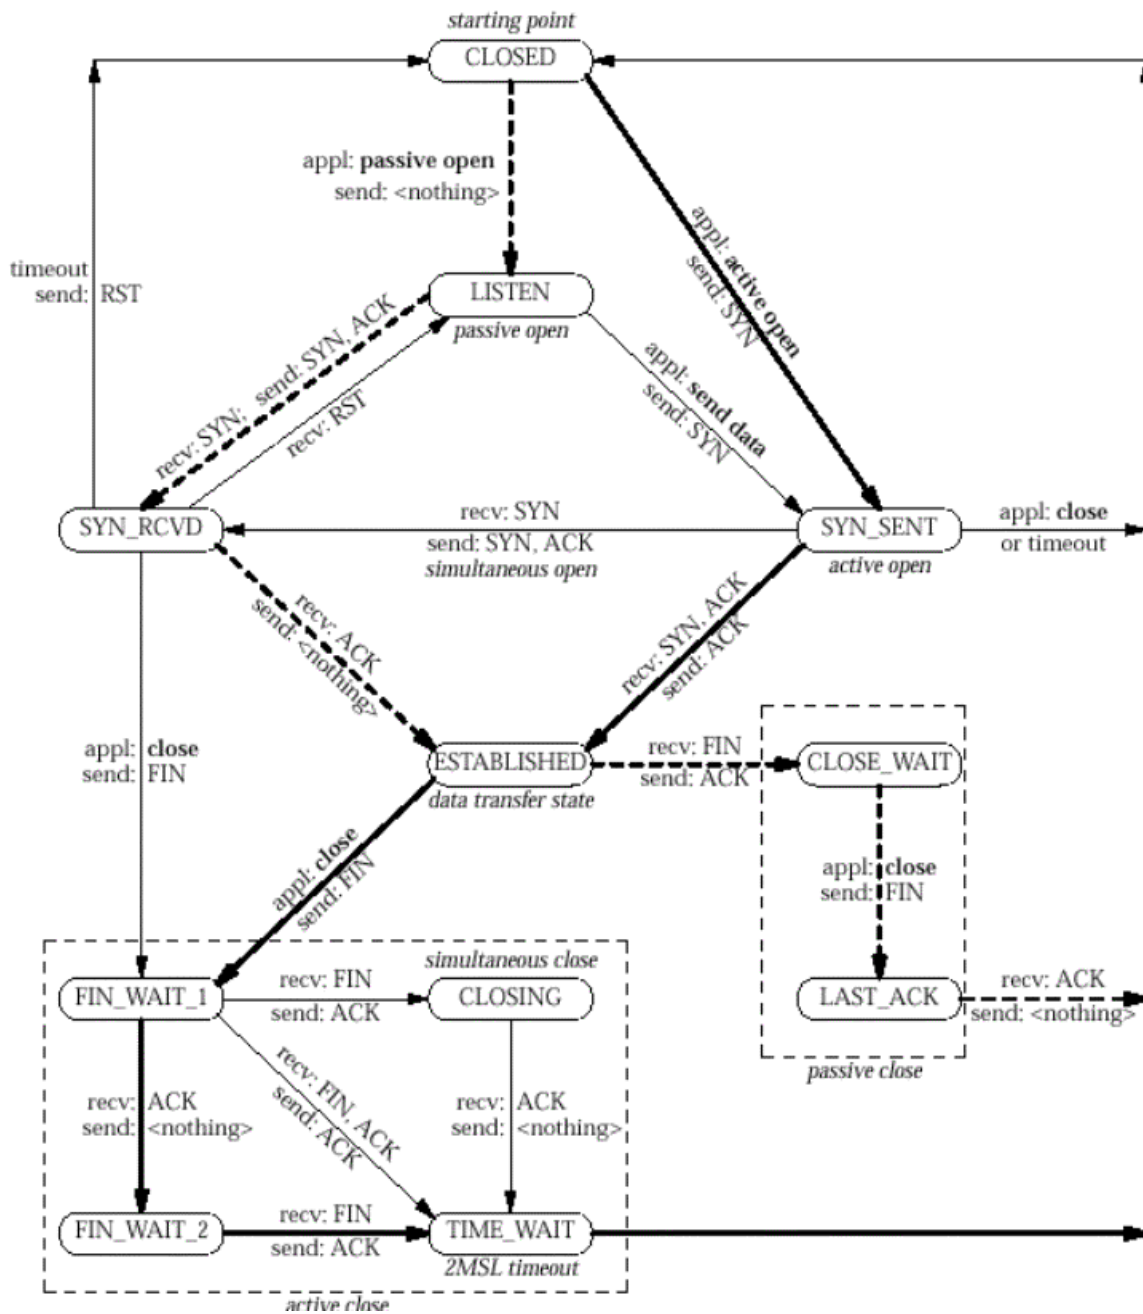 starting point
CLOSED
appl: passive open
send: <nothing>
appl: active open
send: SYN
timeout
send: RST
LISTEN
passive open
recv: SYN; send: SYN, ACK
recv: RST
appl: send data
send: SYN
SYN_RCVD
recv: SYN
send: SYN, ACK
simultaneous open
SYN_SENT
active open
appl: close
or timeout
recv: ACK
send: <nothing>
recv: SYN, ACK
send: ACK
appl: close
send: FIN
ESTABLISHED
data transfer state
recv: FIN
send: ACK
CLOSE_WAIT
appl: close
send: FIN
appl: close
send: FIN
simultaneous close
FIN_WAIT_1
recv: FIN
send: ACK
CLOSING
LAST_ACK
recv: ACK
send: <nothing>
passive close
recv: ACK
send: <nothing>
recv: FIN, ACK
send: ACK
recv: ACK
send: <nothing>
FIN_WAIT_2
recv: FIN
send: ACK
TIME_WAIT
2MSL timeout
active close